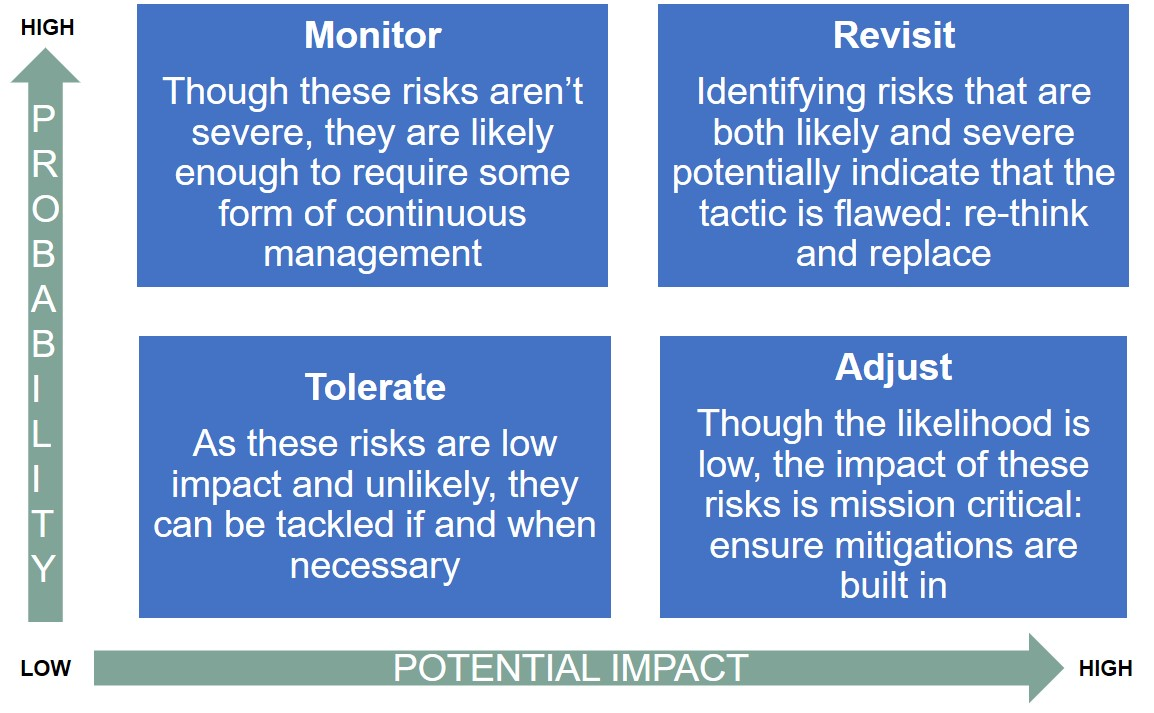 HIGH
PROBABILITY
Monitor
Though these risks aren’t
severe, they are likely
enough to require some
form of continuous
management
Revisit
Identifying risks that are
both likely and severe
potentially indicate that the
tactic is flawed: re-think
and replace
Tolerate
As these risks are low
impact and unlikely, they
can be tackled if and when
necessary
Adjust
Though the likelihood is
low, the impact of these
risks is mission critical:
ensure mitigations are
built in
LOW
POTENTIAL IMPACT
HIGH